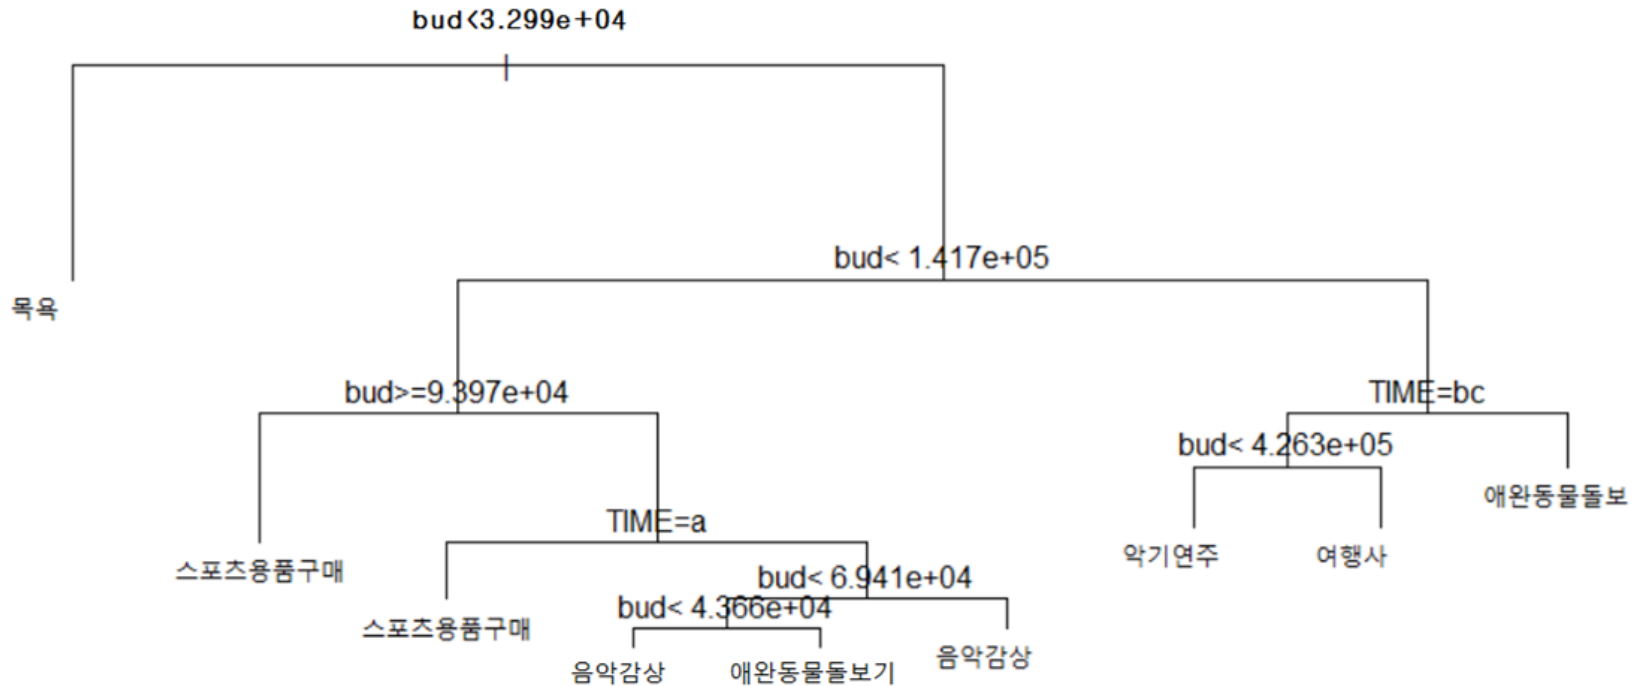 bud<3.299e+04
bud< 1.417e+05
목욕
bud>=9.397e+04
TIME=bc
bud< 4.263e+05
애완동물돌보
TIME=a
악기연주
여행사
스포츠용품구매
bud< 6.941e+04
bud< 4.366e+04
스포츠용품구매
음악감상
음악감상
애완동물돌보기